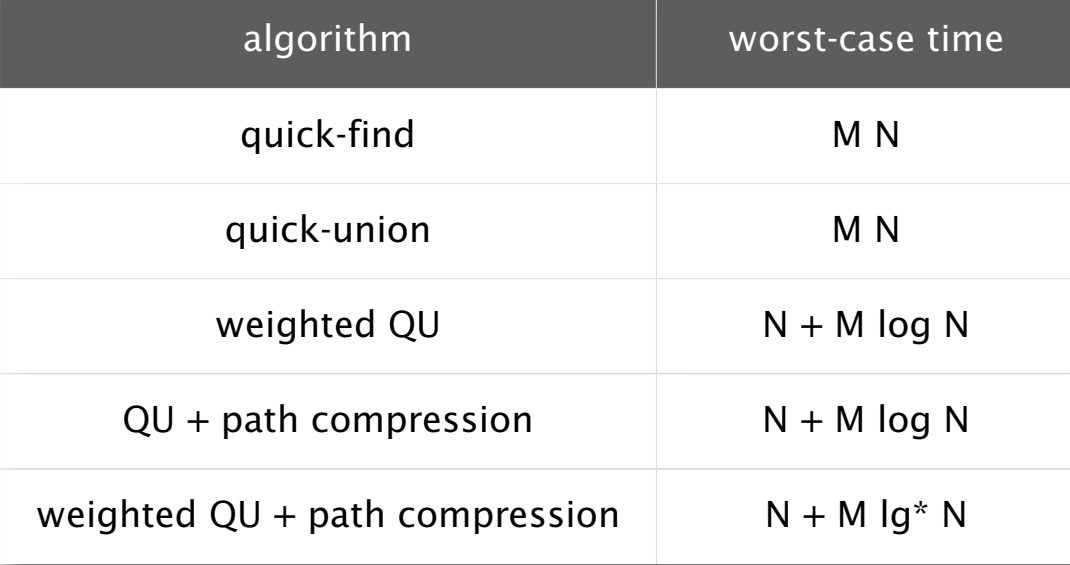 algorithm worst-case time
quick-find M N
quick-union M N
weighted QU N + M log N
QU + path compression N + M log N
weighted QU + path compression N + M lg* N